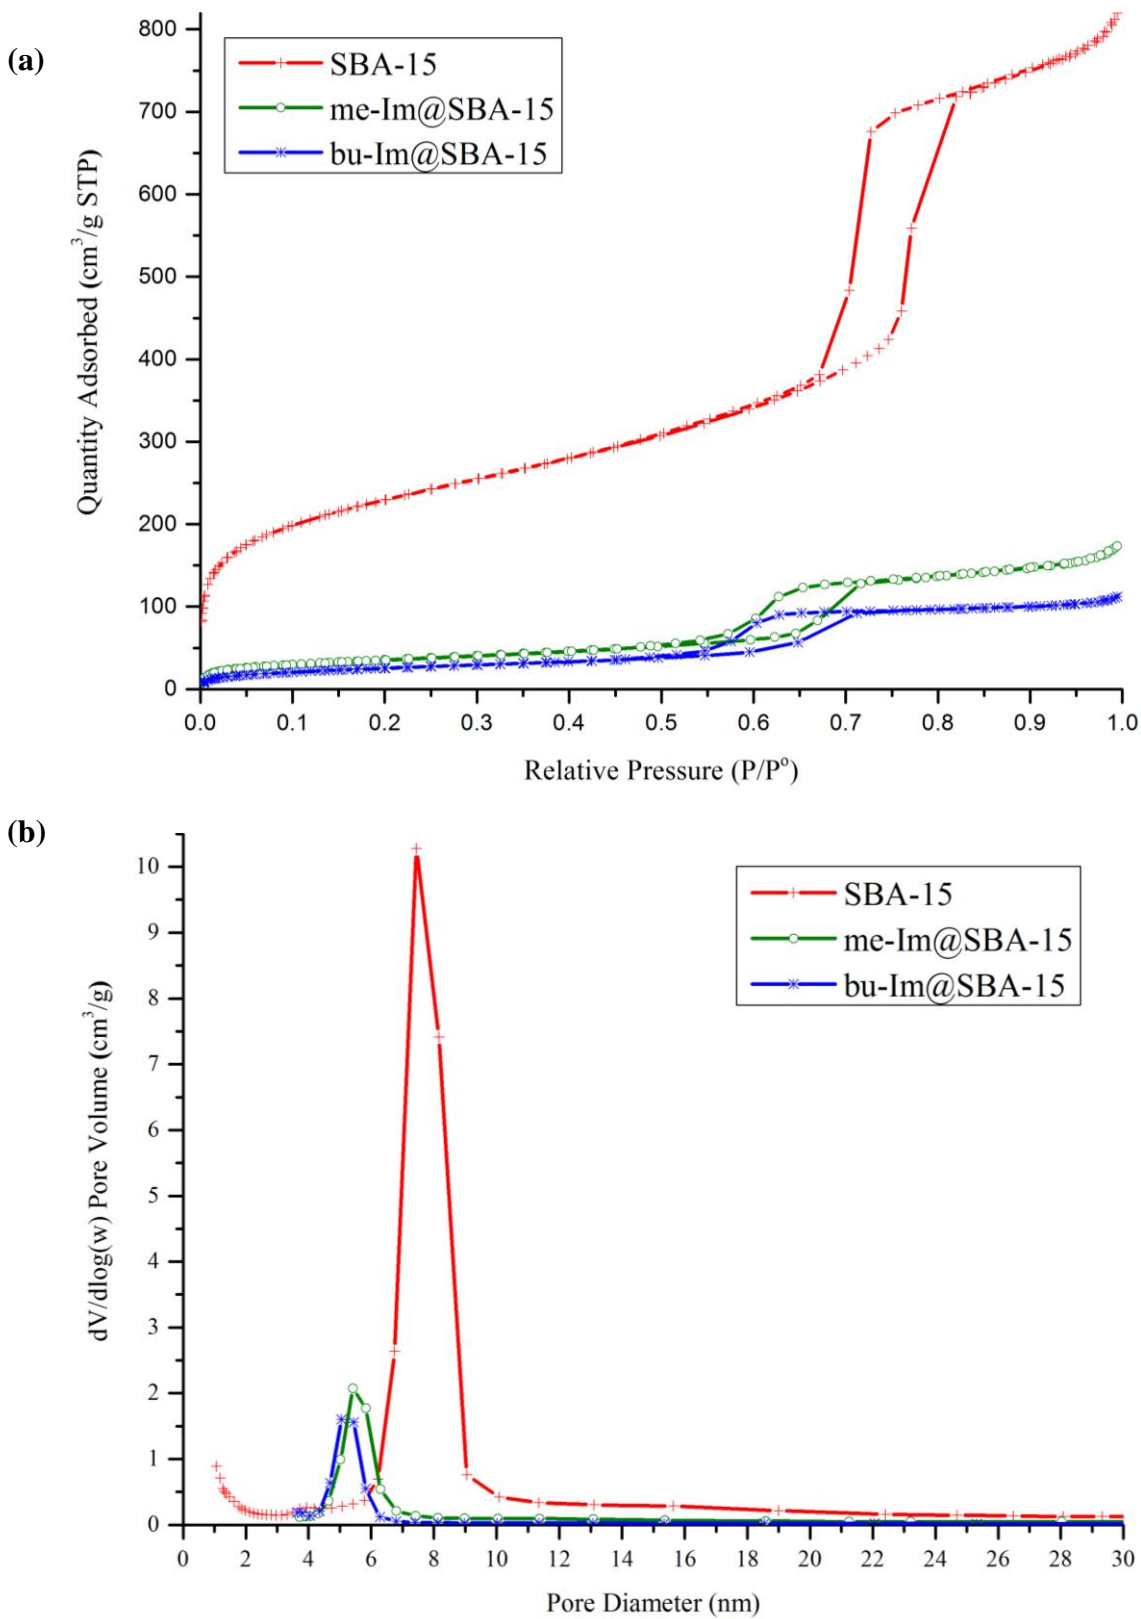 (a)
SBA-15
me-Im@SBA-15
bu-Im@SBA-15
Quantity Adsorbed (cm³/g STP)
800
700
600
500
400
300
200
100
0
0.0 0.1 0.2 0.3 0.4 0.5 0.6 0.7 0.8 0.9 1.0
Relative Pressure (P/Pº)
(b)
SBA-15
me-Im@SBA-15
bu-Im@SBA-15
dV/dlog(w) Pore Volume (cm³/g)
10
9
8
7
6
5
4
3
2
1
0
0 2 4 6 8 10 12 14 16 18 20 22 24 26 28 30
Pore Diameter (nm)